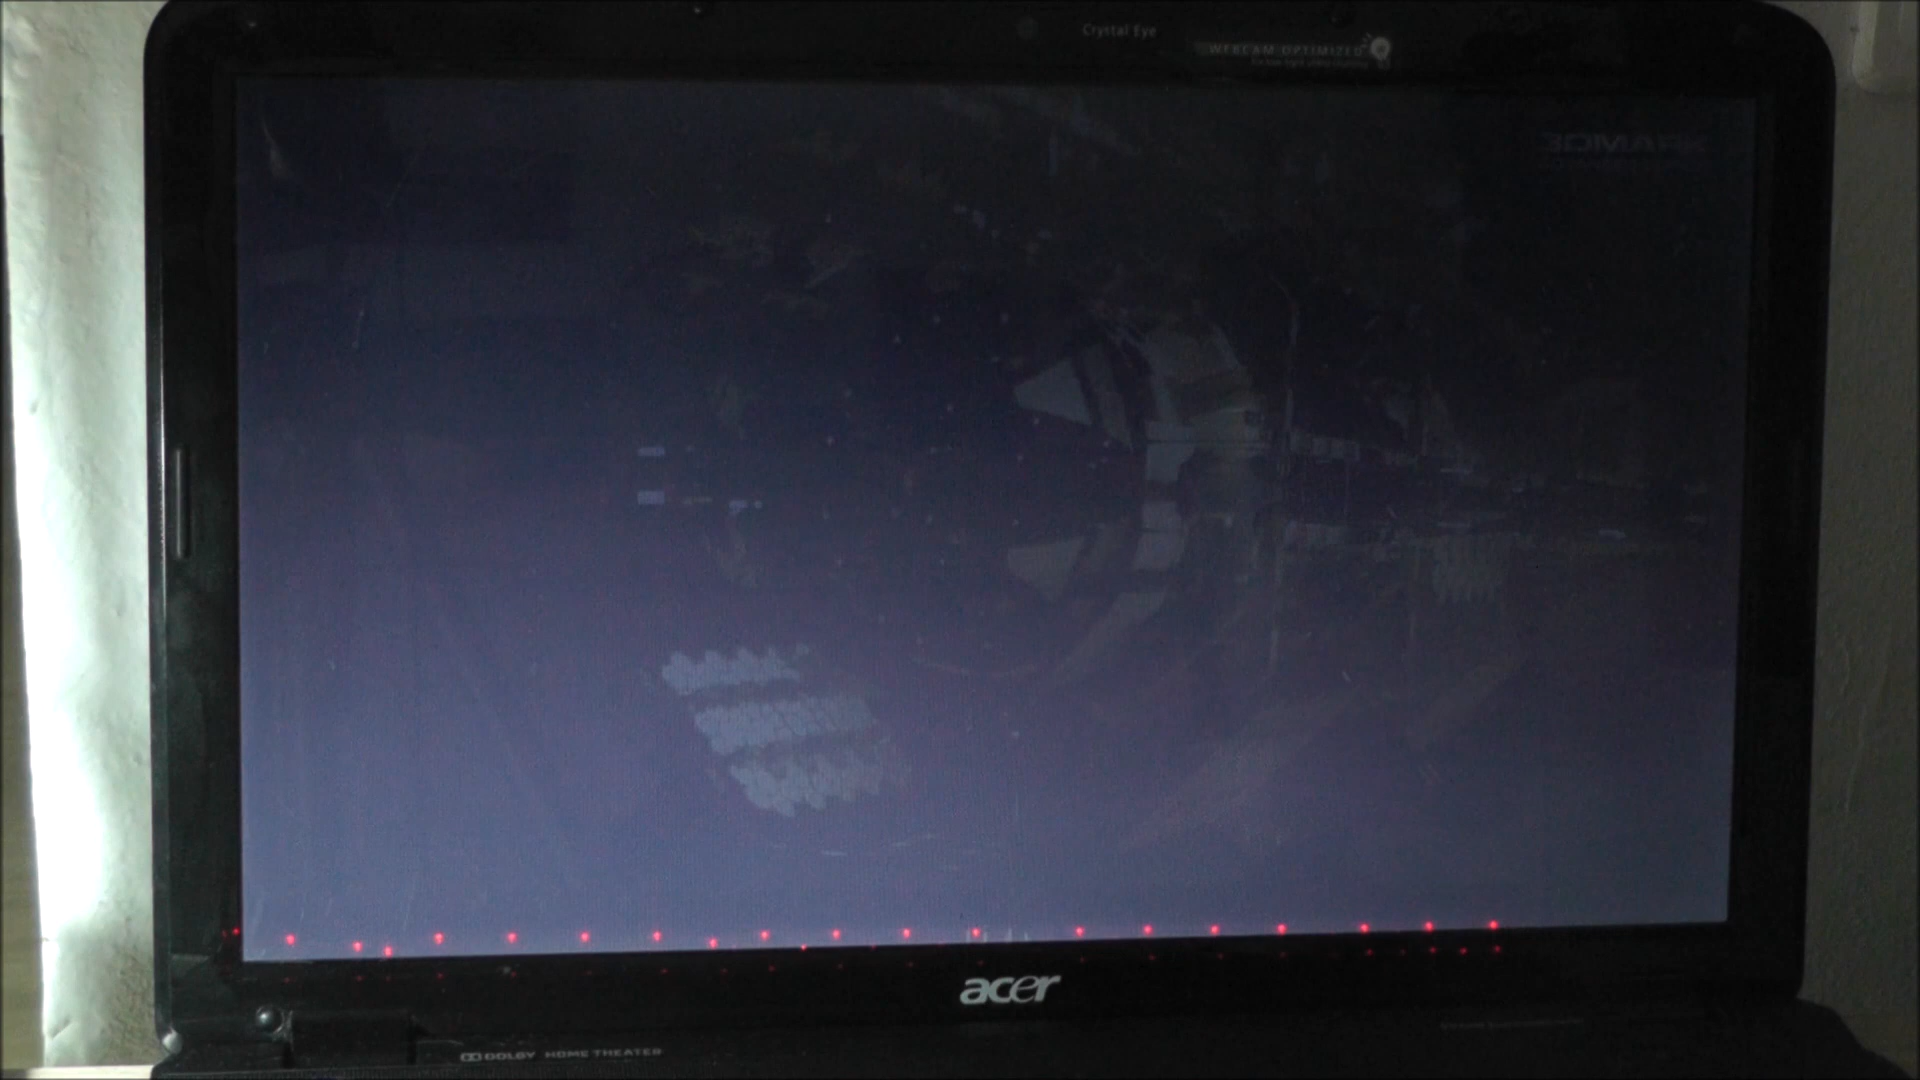 Crystal Eye
WEBCAM OPTIMIZED
3DMARK
acer
DOLBY HOME THEATER